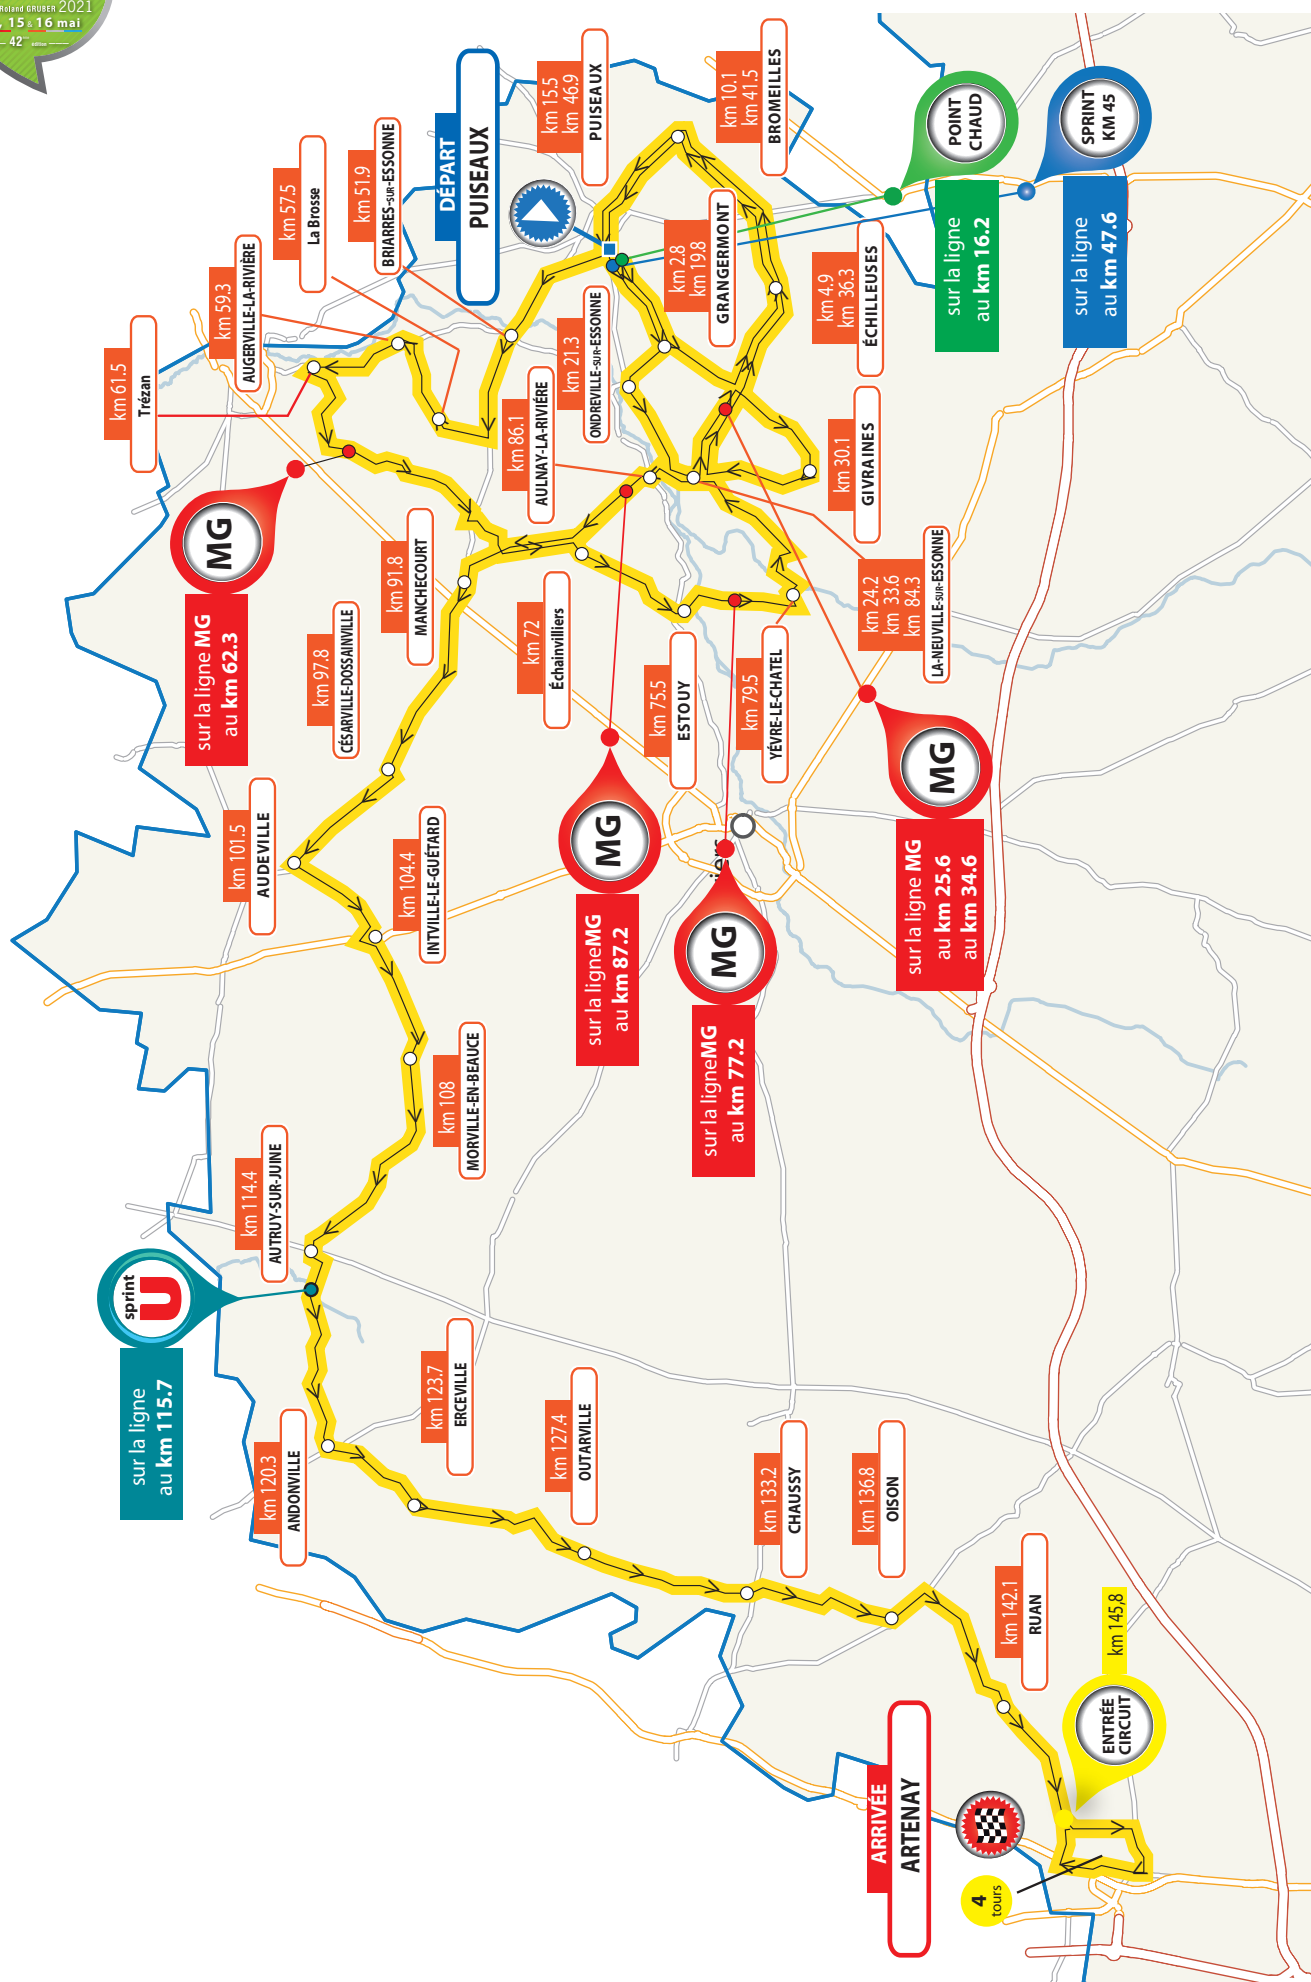 Roland GRUBER 2021
, 15 & 16 mai
42
édition
km 61.5
Trézan
km 59.3
AUGERVILLE-LA-RIVIÈRE
km 57.5
La Brosse
km 51.9
BRIARRES-SUR-ESSONNE
DÉPART
PUISEAUX
km 15.5
km 46.9
PUISEAUX
km 10.1
km 41.5
BROMEILLES
POINT
CHAUD
sur la ligne
au km 16.2
SPRINT
KM 45
sur la ligne
au km 47.6
km 2.8
km 19.8
GRANGERMONT
km 4.9
km 36.3
ÉCHILLEUSES
km 21.3
ONDREVILLE-SUR-ESSONNE
km 86.1
AULNAY-LA-RIVIÈRE
km 30.1
GIVRAINES
km 24.2
km 33.6
km 84.3
LA-NEUVILLE-SUR-ESSONNE
MG
sur la ligne MG
au km 62.3
km 91.8
MANCHECOURT
km 97.8
CÉSARVILLE-DOSSAINVILLE
km 72
Échainvilliers
km 75.5
ESTOUY
km 79.5
YÉVRE-LE-CHATEL
MG
sur la ligneMG
au km 87.2
iers
MG
sur la ligneMG
au km 77.2
MG
sur la ligne MG
au km 25.6
au km 34.6
km 101.5
AUDEVILLE
km 104.4
INTVILLE-LE-GUÉTARD
km 108
MORVILLE-EN-BEAUCE
km 114.4
AUTRUY-SUR-JUINE
sprint
U
sur la ligne
au km 115.7
km 120.3
ANDONVILLE
km 123.7
ERCEVILLE
km 127.4
OUTARVILLE
km 133.2
CHAUSSY
km 136.8
OISON
km 142.1
RUAN
km 145,8
ENTRÉE
CIRCUIT
ARRIVÉE
ARTENAY
4
tours